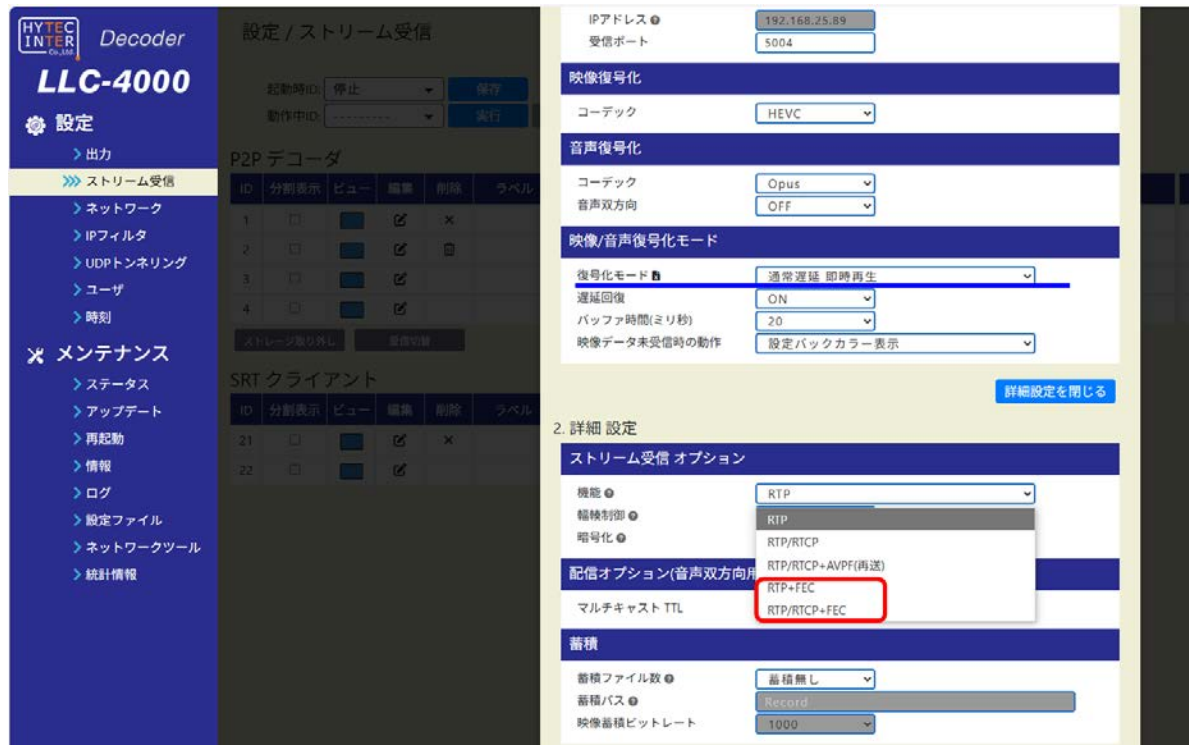 HYTEC
INTER
Co.,Ltd.
Decoder
LLC-4000
設定
出力
ストリーム受信
ネットワーク
IPフィルタ
UDPトンネリング
ユーザ
時刻
メンテナンス
ステータス
アップデート
再起動
情報
ログ
設定ファイル
ネットワークツール
統計情報
設定 / ストリーム受信
起動時ID: 停止 保存
動作中ID: --------- 実行
P2P デコーダ
ID 分割表示 ビュー 編集 削除 ラベル
1
2
3
4
ストレージ取り外し 受信切替
SRT クライアント
ID 分割表示 ビュー 編集 削除 ラベル
21
22
IPアドレス 192.168.25.89
受信ポート 5004
映像復号化
コーデック HEVC
音声復号化
コーデック Opus
音声双方向 OFF
映像/音声復号化モード
復号化モード 通常遅延 即時再生
遅延回復 ON
バッファ時間(ミリ秒) 20
映像データ未受信時の動作 設定バックカラー表示
詳細設定を閉じる
2. 詳細 設定
ストリーム受信 オプション
機能 RTP
輻輳制御 RTP
暗号化 RTP/RTCP
RTP/RTCP+AVPF(再送)
配信オプション(音声双方向用
RTP+FEC
マルチキャスト TTL RTP/RTCP+FEC
蓄積
蓄積ファイル数 蓄積無し
蓄積パス Record
映像蓄積ビットレート 1000